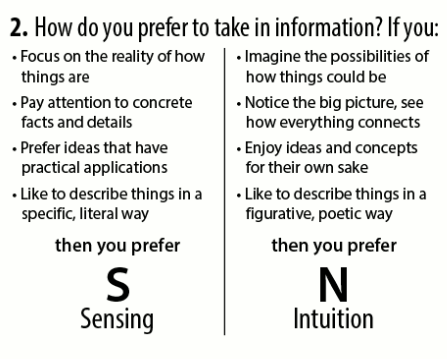 2. How do you prefer to take in information? If you:
• Focus on the reality of how
things are
• Pay attention to concrete
facts and details
• Prefer ideas that have
practical applications
• Like to describe things in a
specific, literal way
then you prefer
S
Sensing
• Imagine the possibilities of
how things could be
• Notice the big picture, see
how everything connects
• Enjoy ideas and concepts
for their own sake
• Like to describe things in a
figurative, poetic way
then you prefer
N
Intuition